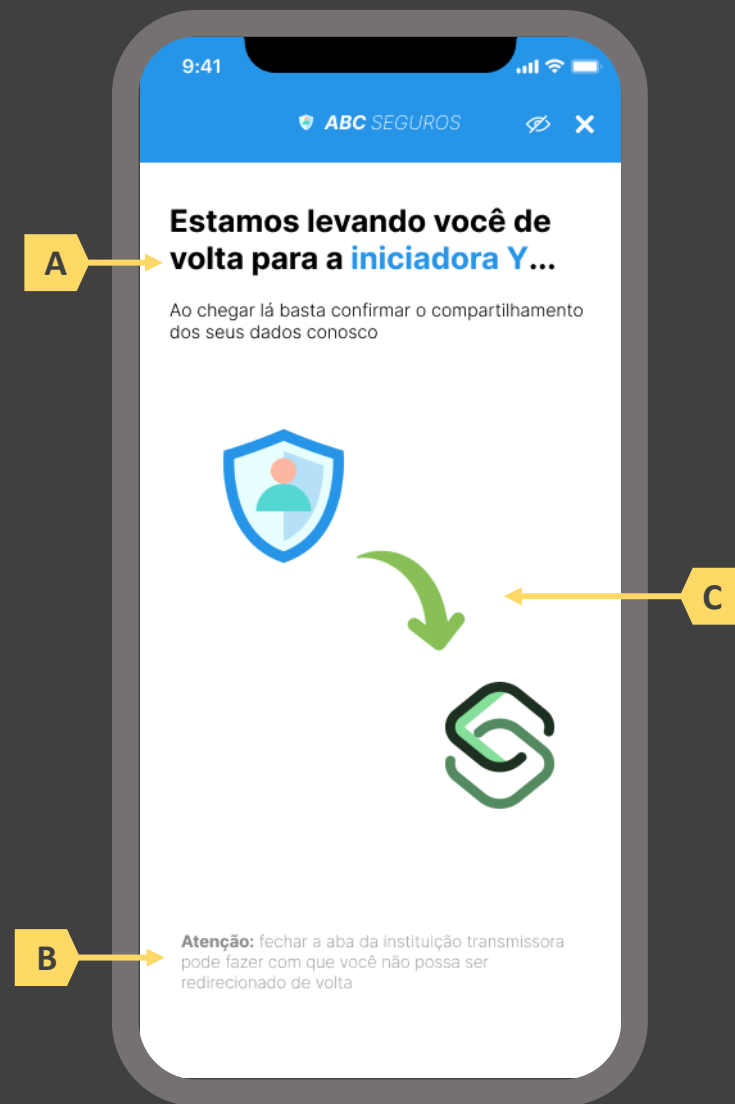 9:41
ABC SEGUROS
Estamos levando você de
A
volta para a iniciadora Y...
Ao chegar lá basta confirmar o compartilhamento
dos seus dados conosco
C
Atenção: fechar a aba da instituição transmissora
B
pode fazer com que você não possa ser
redirecionado de volta